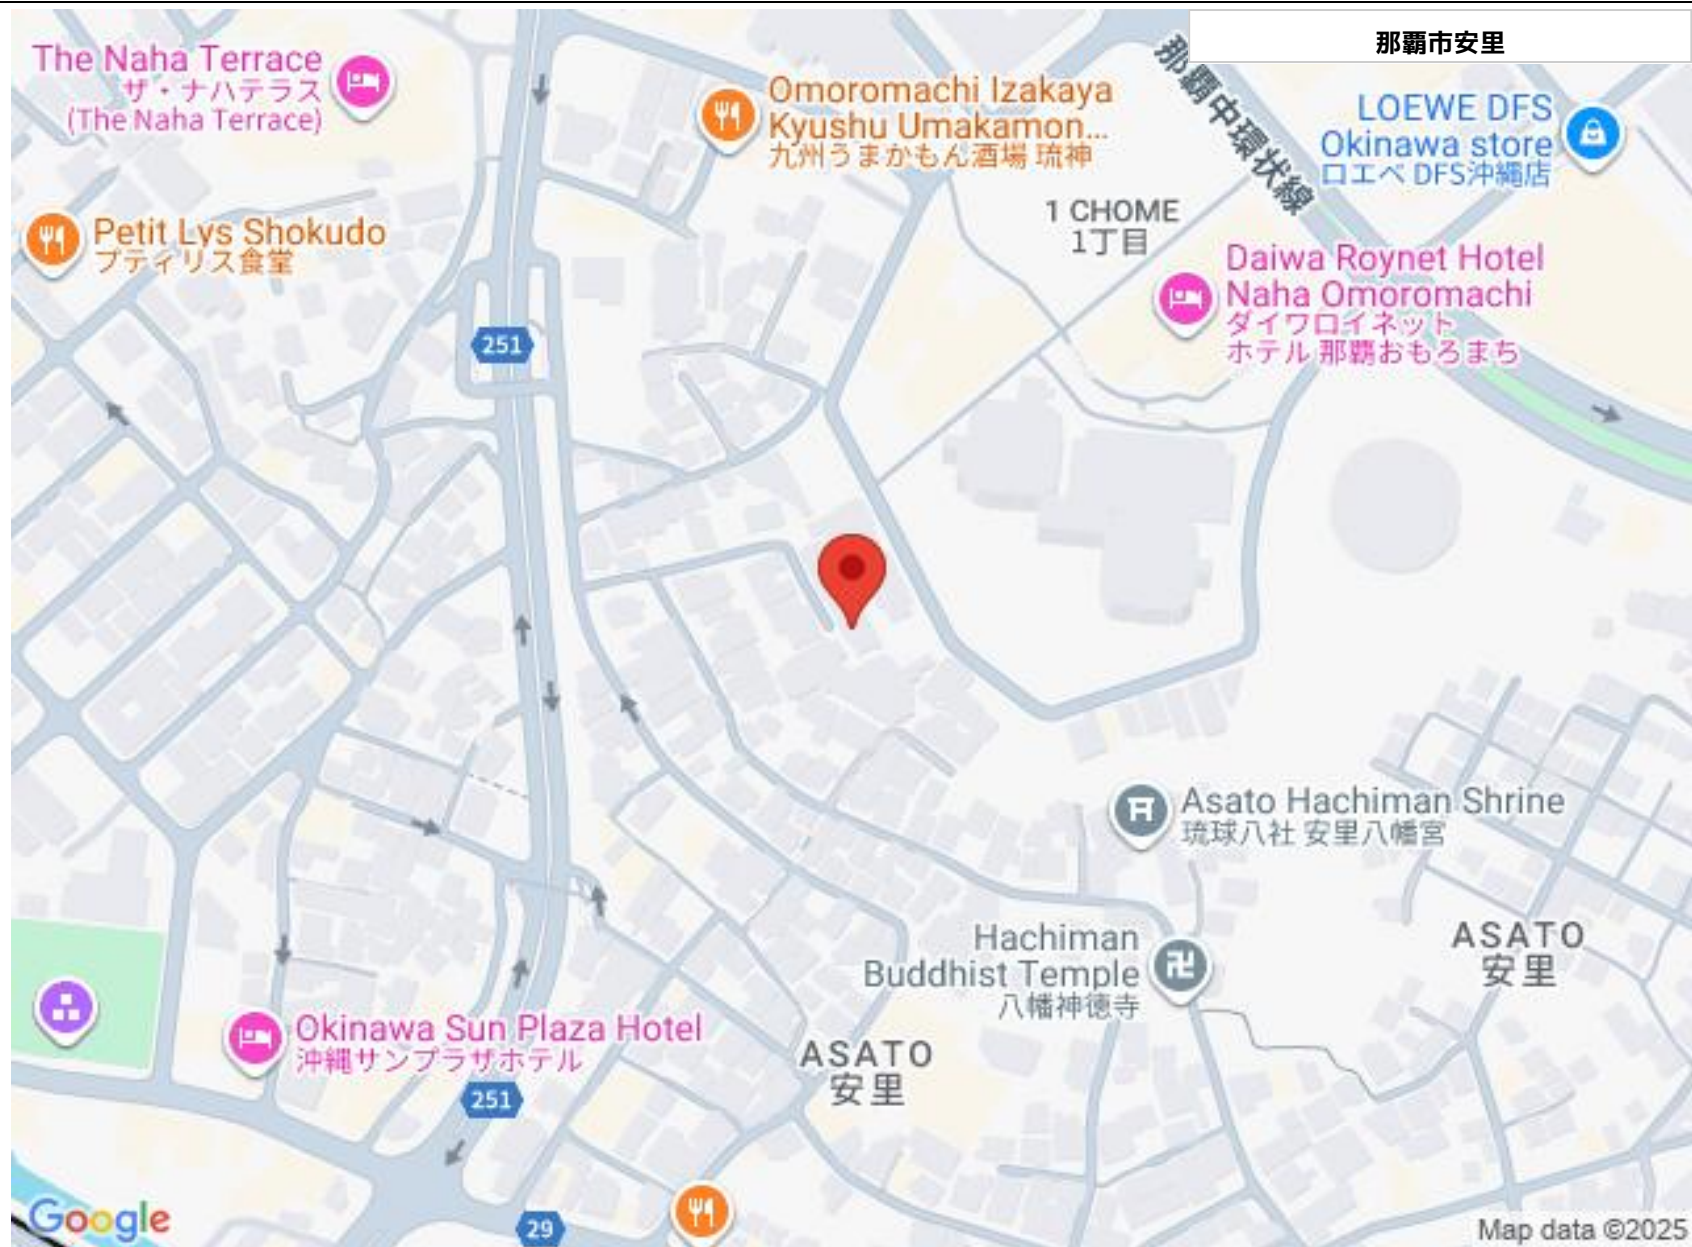 那覇市安里
The Naha Terrace
ザ・ナハテラス
(The Naha Terrace)
Omoromachi Izakaya
Kyushu Umakamon...
九州うまかもん酒場 琉神
那覇中環状線
LOEWE DFS
Okinawa store
ロエベ DFS沖縄店
1 CHOME
1丁目
Petit Lys Shokudo
プティリス食堂
Daiwa Roynet Hotel
Naha Omoromachi
ダイワロイネット
ホテル 那覇おもろまち
251
Asato Hachiman Shrine
琉球八社 安里八幡宮
Hachiman
Buddhist Temple
八幡神徳寺
ASATO
安里
Okinawa Sun Plaza Hotel
沖縄サンプラザホテル
ASATO
安里
251
29
Google
Map data ©2025